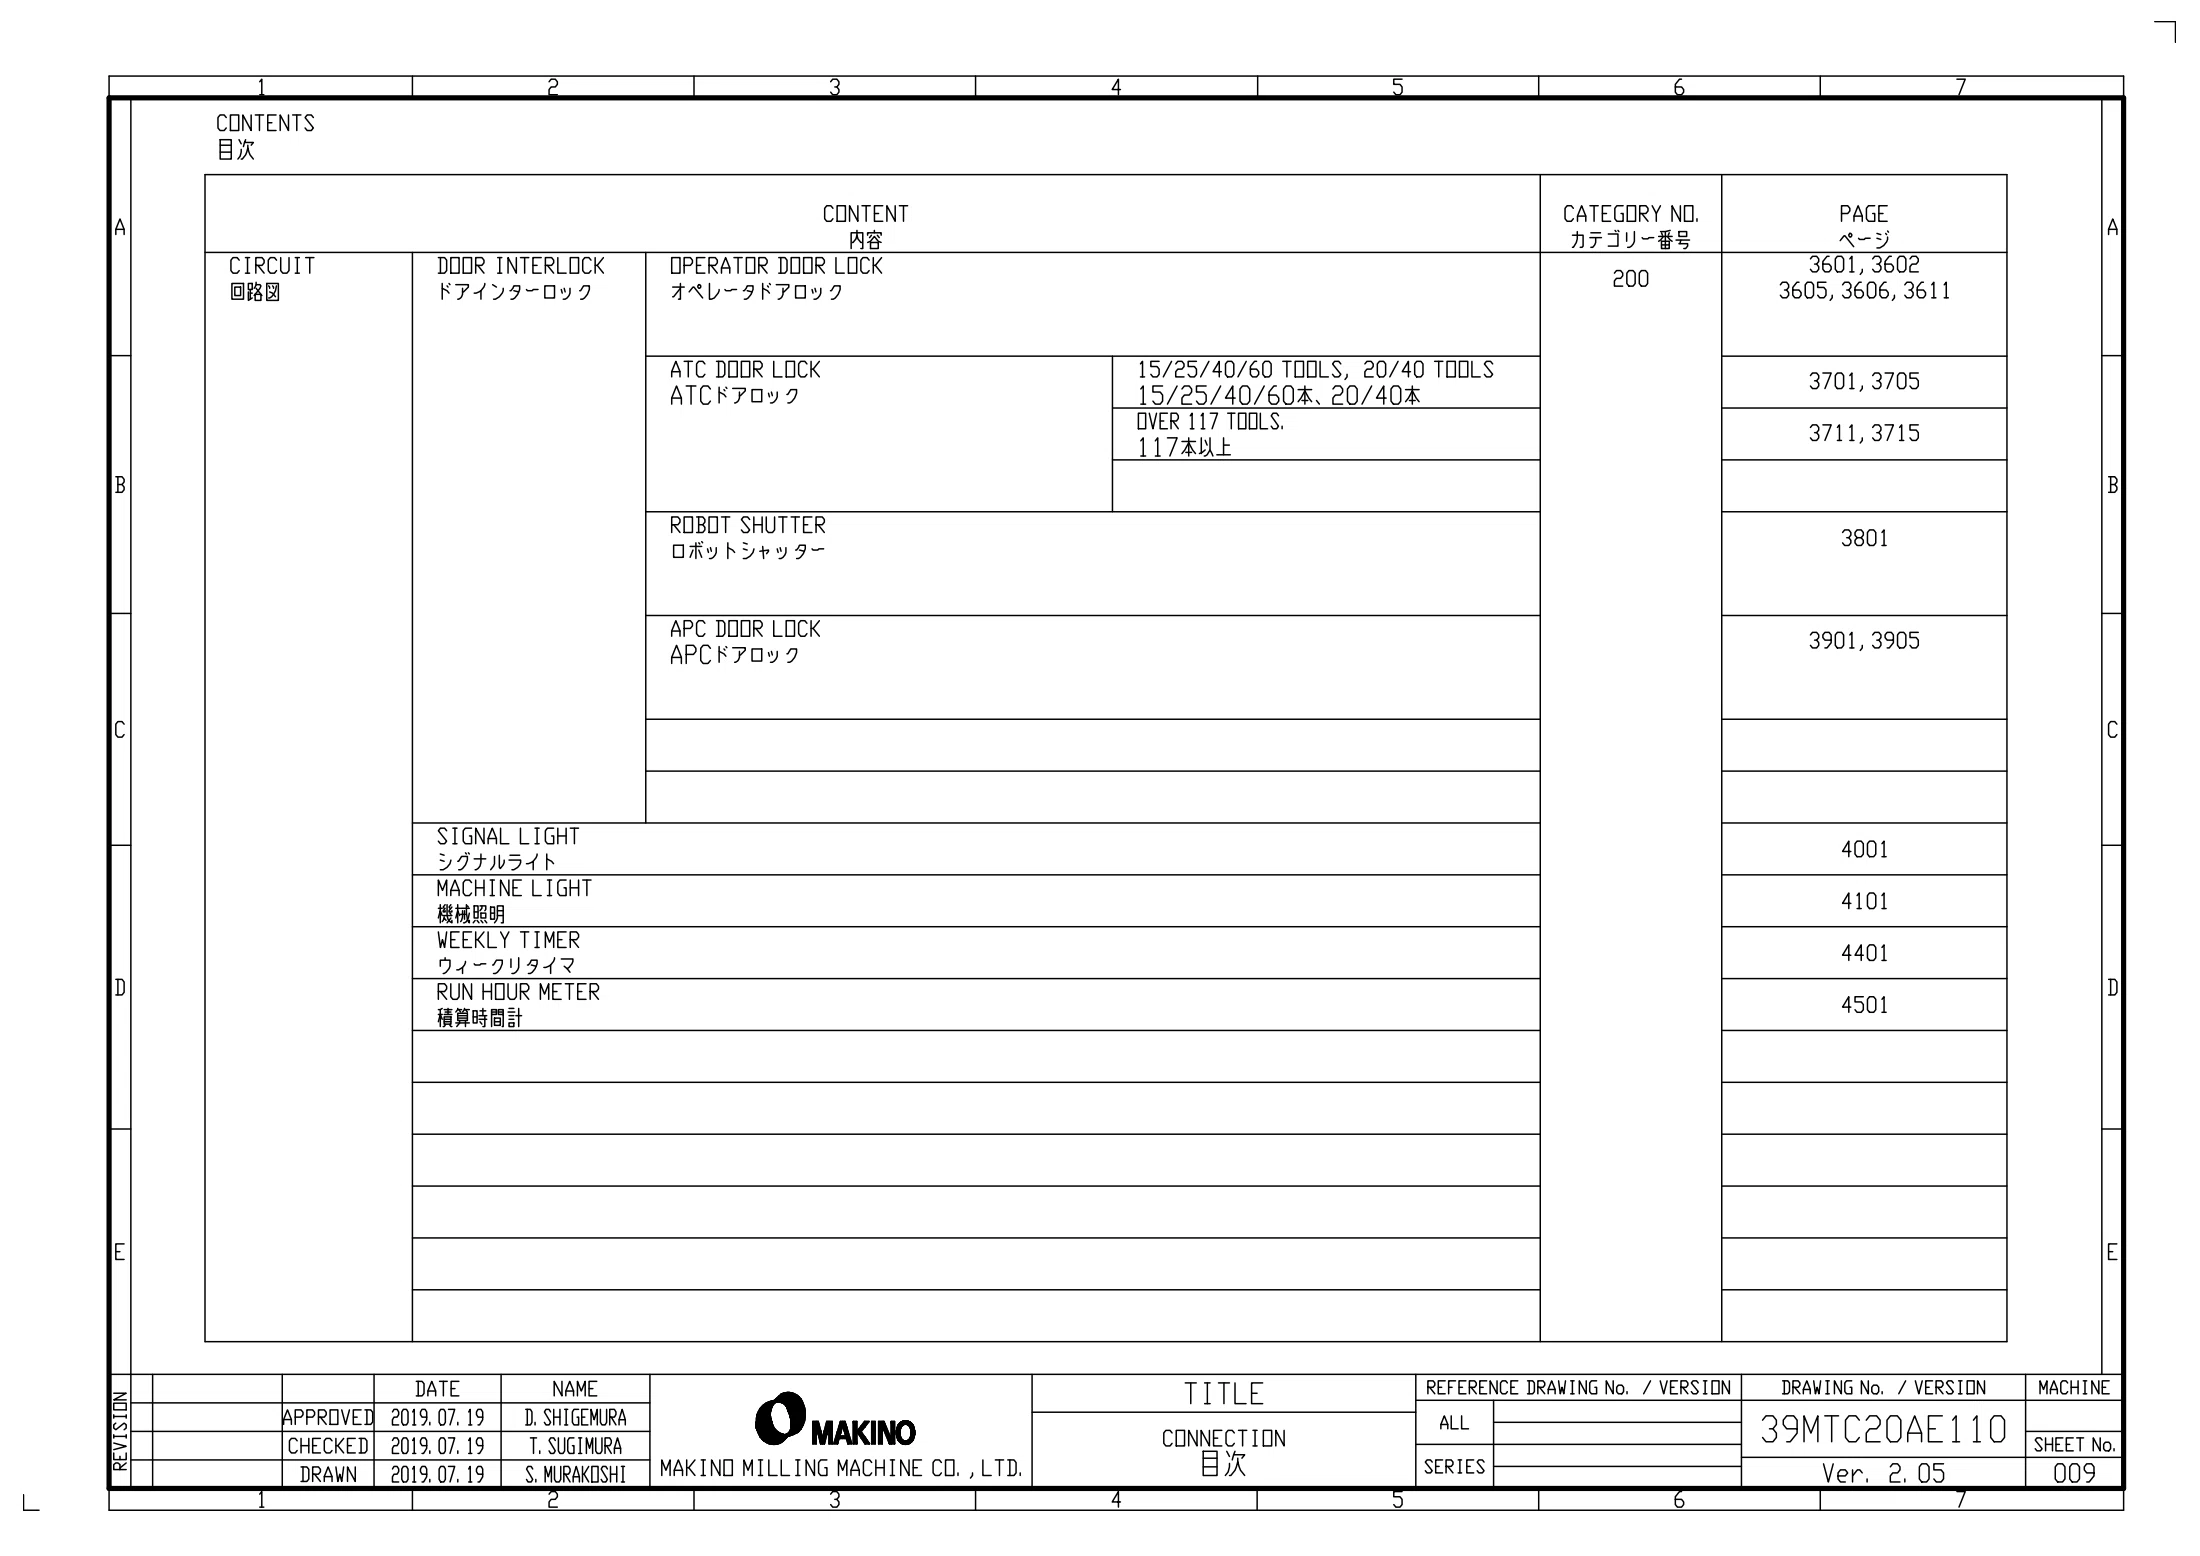 1 2 3 4 5 6 7
CONTENTS
目次
CONTENT CATEGORY NO. PAGE
内容 カテゴリー番号 ページ
A A
CIRCUIT DOOR INTERLOCK OPERATOR DOOR LOCK 200 3601, 3602
回路図 ドアインターロック オペレータドアロック 3605, 3606, 3611
ATC DOOR LOCK 15/25/40/60 TOOLS, 20/40 TOOLS 3701, 3705
ATCドアロック 15/25/40/60本、20/40本
OVER 117 TOOLS. 3711, 3715
117本以上
B B
ROBOT SHUTTER 3801
ロボットシャッター
APC DOOR LOCK 3901, 3905
APCドアロック
C C
SIGNAL LIGHT 4001
シグナルライト
MACHINE LIGHT 4101
機械照明
WEEKLY TIMER 4401
ウィークリタイマ
D D
RUN HOUR METER 4501
積算時間計
E E
REVISION
DATE NAME
APPROVED 2019.07.19 D. SHIGEMURA
CHECKED 2019.07.19 T. SUGIMURA
DRAWN 2019.07.19 S. MURAKOSHI
MAKINO
MAKINO MILLING MACHINE CO., LTD.
TITLE
CONNECTION
目次
REFERENCE DRAWING No. / VERSION
ALL
SERIES
DRAWING No. / VERSION
39MTC20AE110
Ver. 2.05
MACHINE
SHEET No.
009
1 2 3 4 5 6 7